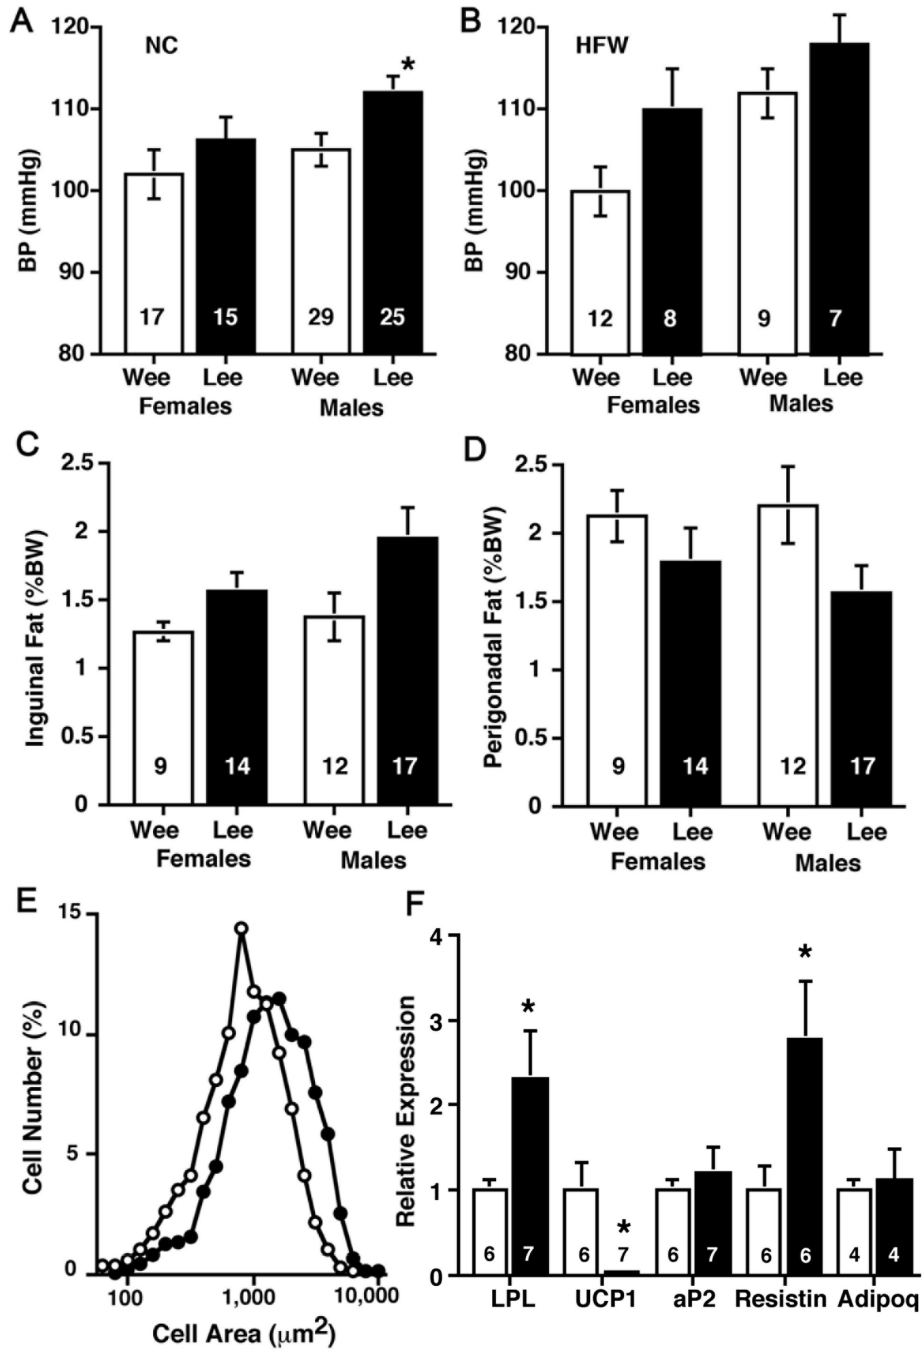 A
NC
BP (mmHg)
120
110
100
90
80
*
17
15
29
25
Wee Lee Wee Lee
Females Males
B
HFW
BP (mmHg)
120
110
100
90
80
12
8
9
7
Wee Lee Wee Lee
Females Males
C
Inguinal Fat (%BW)
2.5
2
1.5
1
0.5
0
9
14
12
17
Wee Lee Wee Lee
Females Males
D
Perigonadal Fat (%BW)
2.5
2
1.5
1
0.5
0
9
14
12
17
Wee Lee Wee Lee
Females Males
E
Cell Number (%)
15
10
5
0
100 1,000 10,000
Cell Area (μm2)
F
Relative Expression
4
3
2
1
0
*
*
*
6 7 6 7 6 7 6 6 4 4
LPL UCP1 aP2 Resistin Adipoq